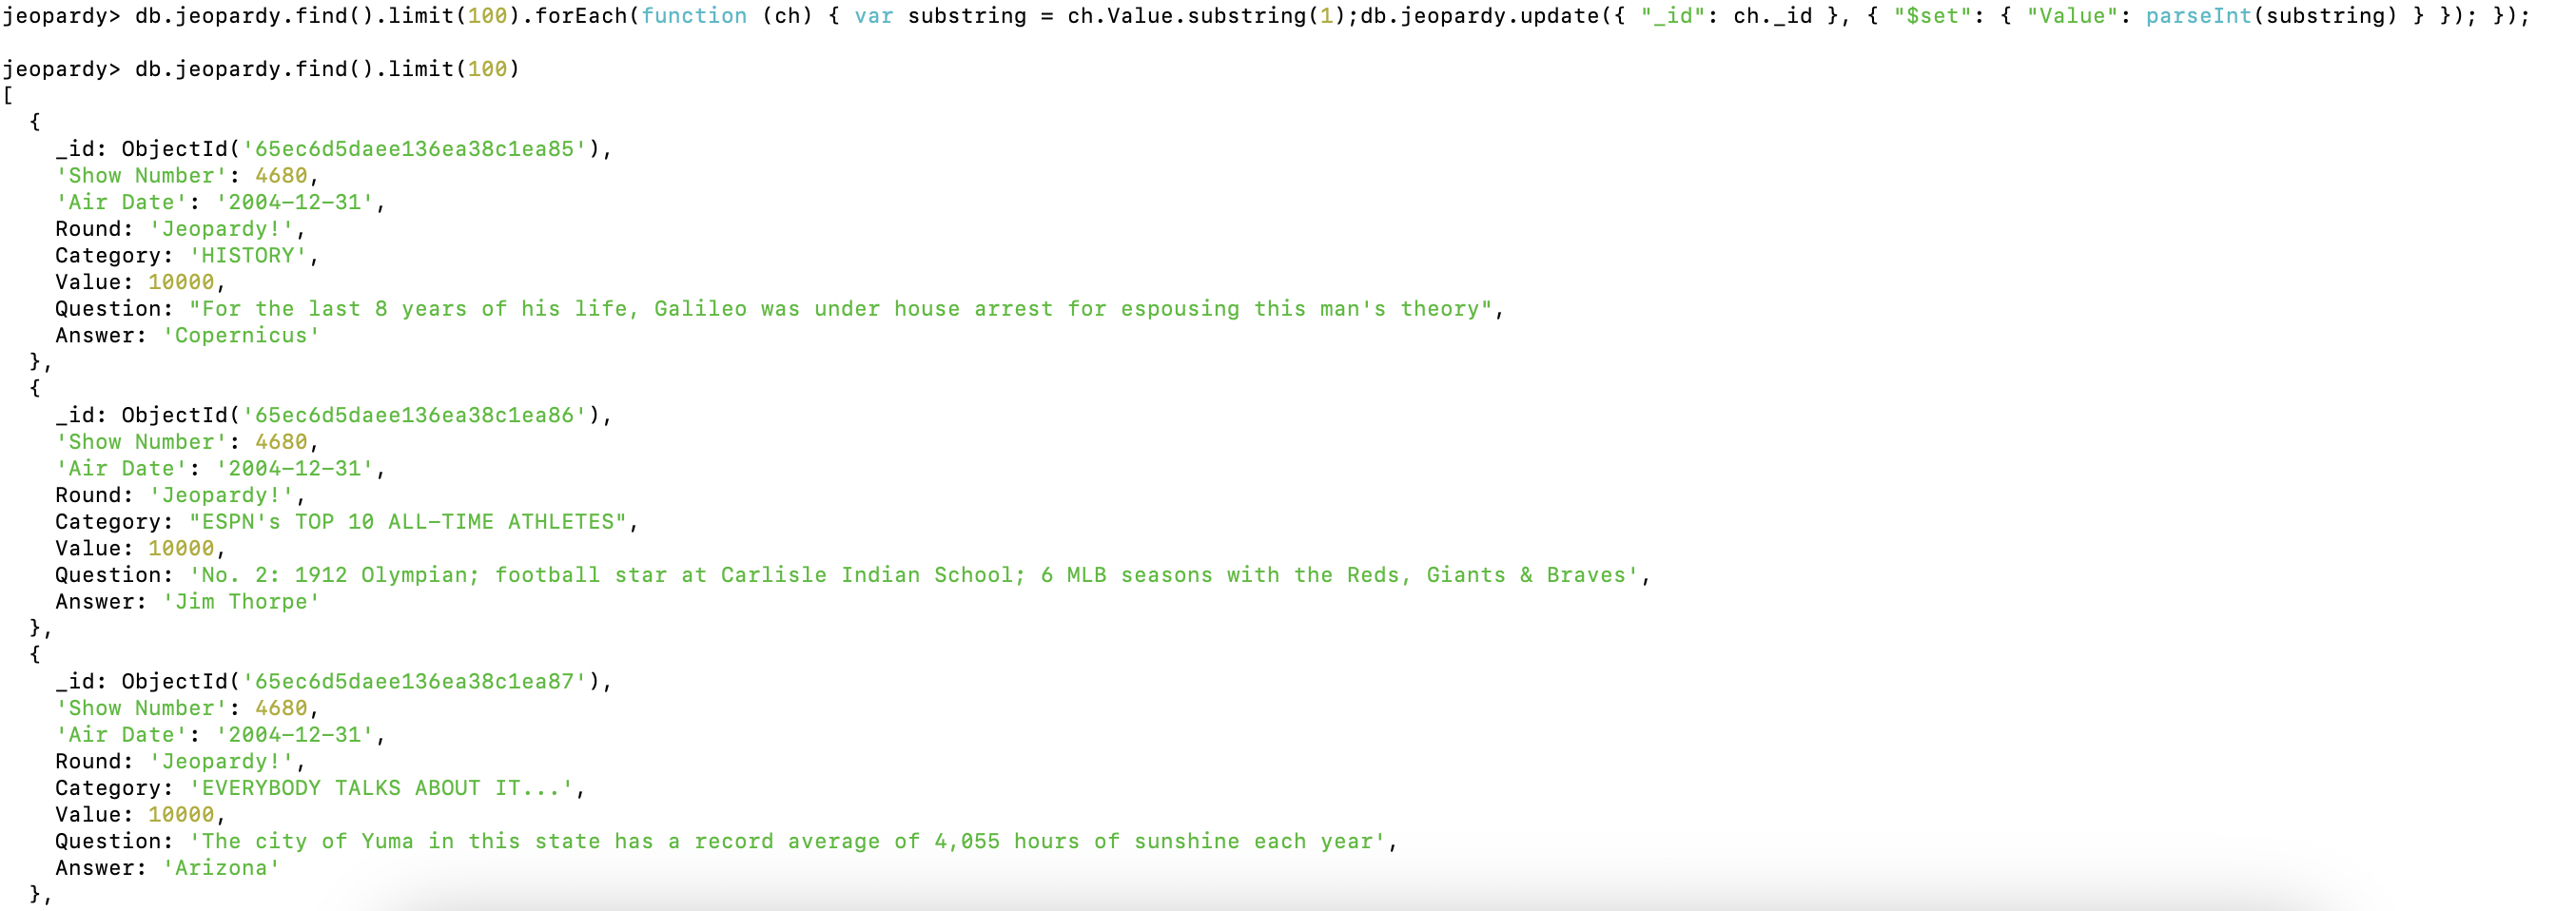 jeopardy> db.jeopardy.find().limit(100).forEach(function (ch) { var substring = ch.Value.substring(1);db.jeopardy.update({ "_id": ch._id }, { "$set": { "Value": parseInt(substring) } }); });
jeopardy> db.jeopardy.find().limit(100)
[
  {
    _id: ObjectId('65ec6d5daee136ea38c1ea85'),
    'Show Number': 4680,
    'Air Date': '2004-12-31',
    Round: 'Jeopardy!',
    Category: 'HISTORY',
    Value: 10000,
    Question: "For the last 8 years of his life, Galileo was under house arrest for espousing this man's theory",
    Answer: 'Copernicus'
  },
  {
    _id: ObjectId('65ec6d5daee136ea38c1ea86'),
    'Show Number': 4680,
    'Air Date': '2004-12-31',
    Round: 'Jeopardy!',
    Category: "ESPN's TOP 10 ALL-TIME ATHLETES",
    Value: 10000,
    Question: 'No. 2: 1912 Olympian; football star at Carlisle Indian School; 6 MLB seasons with the Reds, Giants & Braves',
    Answer: 'Jim Thorpe'
  },
  {
    _id: ObjectId('65ec6d5daee136ea38c1ea87'),
    'Show Number': 4680,
    'Air Date': '2004-12-31',
    Round: 'Jeopardy!',
    Category: 'EVERYBODY TALKS ABOUT IT...',
    Value: 10000,
    Question: 'The city of Yuma in this state has a record average of 4,055 hours of sunshine each year',
    Answer: 'Arizona'
  },